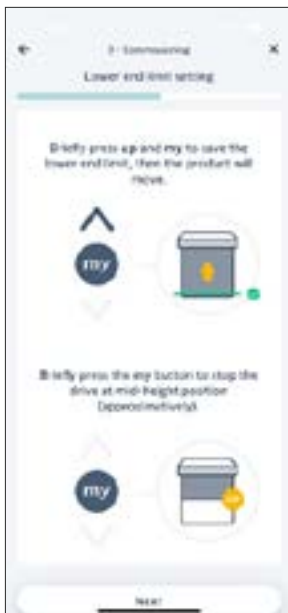 3 - Commissioning
Lower end limit setting
Briefly press up and my to save the
lower end limit, then the product will
move.
my
Briefly press the my button to stop the
drive at mid-height position
(approximatively).
my
Next